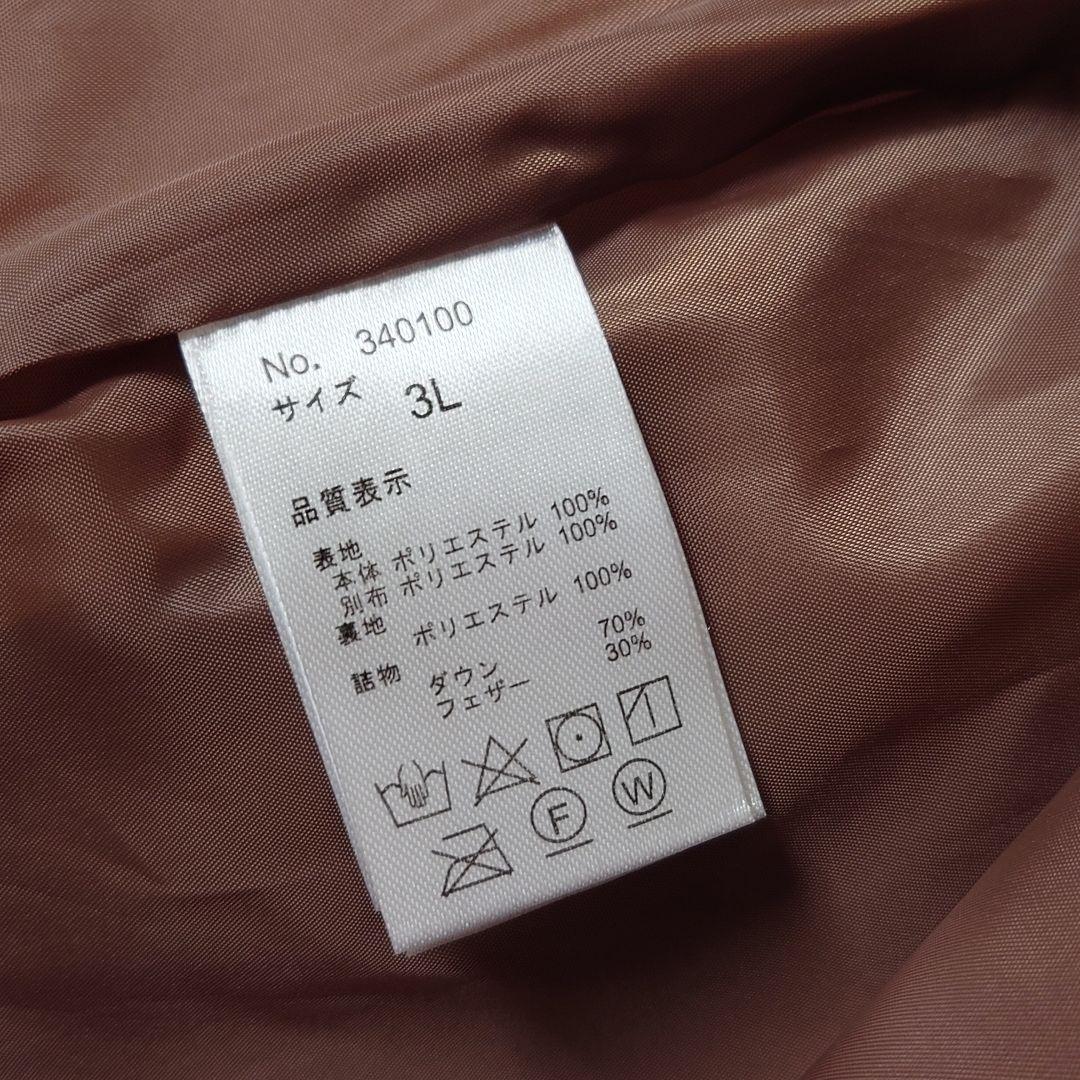 No. 340100
サイズ 3L
品質表示
表地
本体 ポリエステル 100%
別布 ポリエステル 100%
裏地 ポリエステル 100%
詰物 ダウン 70%
フェザー 30%
F W